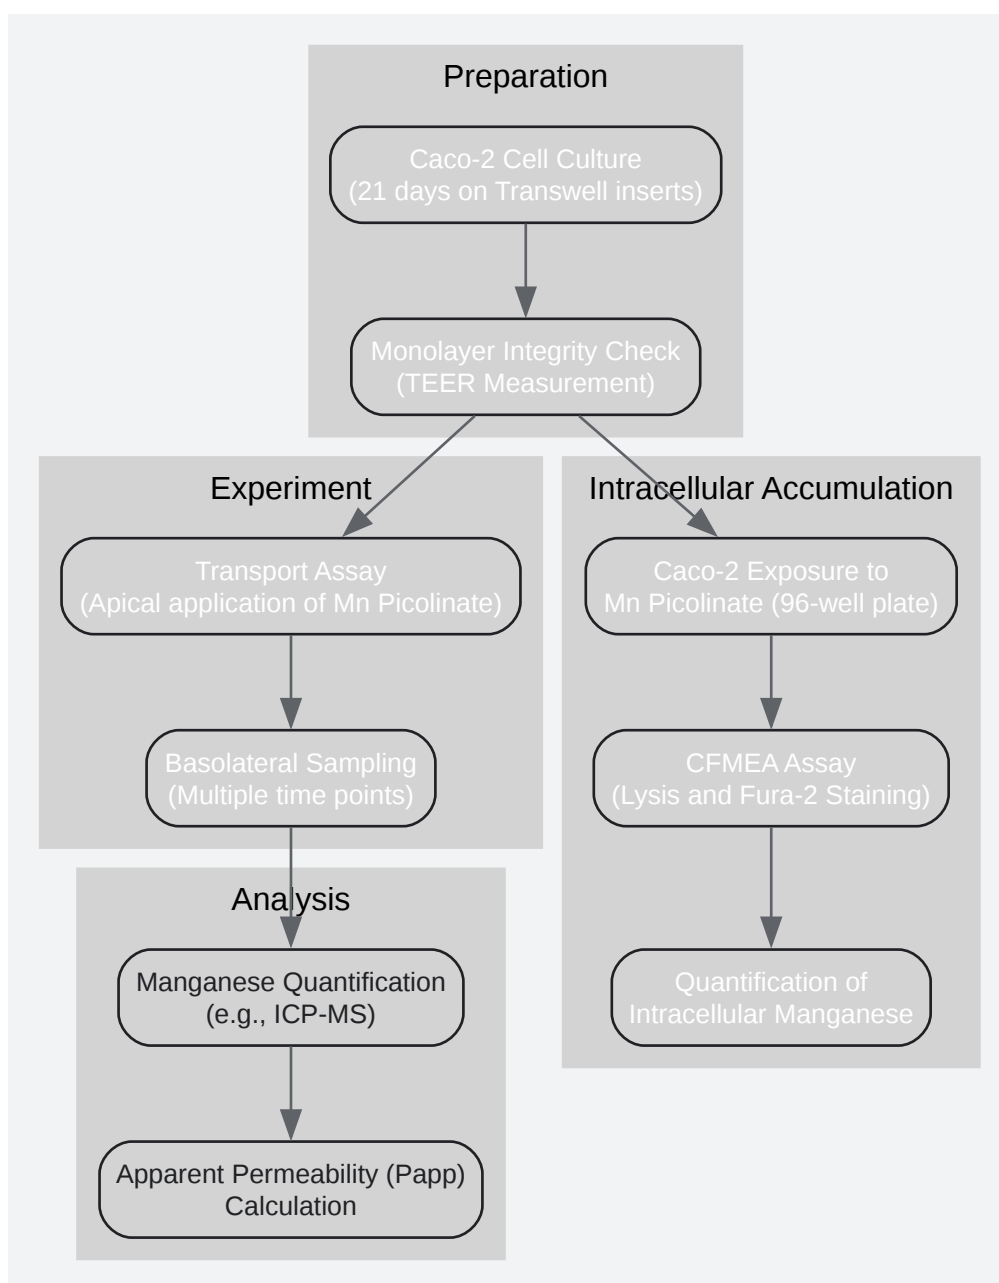 Preparation
Caco-2 Cell Culture
(21 days on Transwell inserts)
Monolayer Integrity Check
(TEER Measurement)
Experiment
Transport Assay
(Apical application of Mn Picolinate)
Basolateral Sampling
(Multiple time points)
Analysis
Manganese Quantification
(e.g., ICP-MS)
Apparent Permeability (Papp)
Calculation
Intracellular Accumulation
Caco-2 Exposure to
Mn Picolinate (96-well plate)
CFMEA Assay
(Lysis and Fura-2 Staining)
Quantification of
Intracellular Manganese